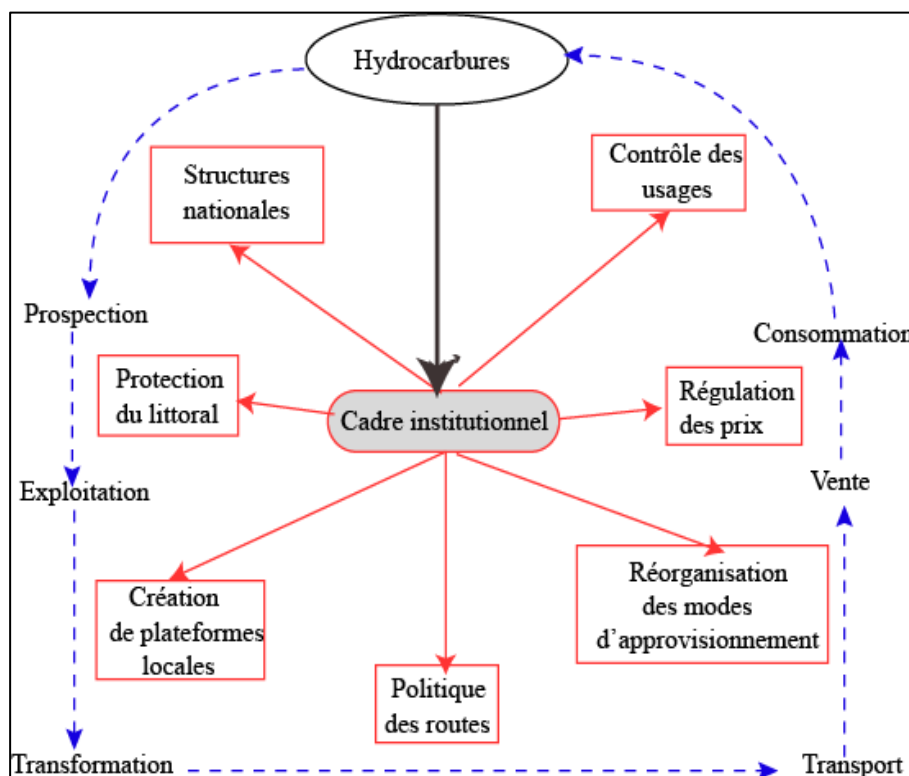 Hydrocarbures
Contrôle des
usages
Structures
nationales
Prospection
Consommation
Protection
du littoral
Cadre institutionnel
Régulation
des prix
Exploitation
Vente
Création
de plateformes
locales
Réorganisation
des modes
d'approvisionnement
Politique
des routes
Transformation
Transport